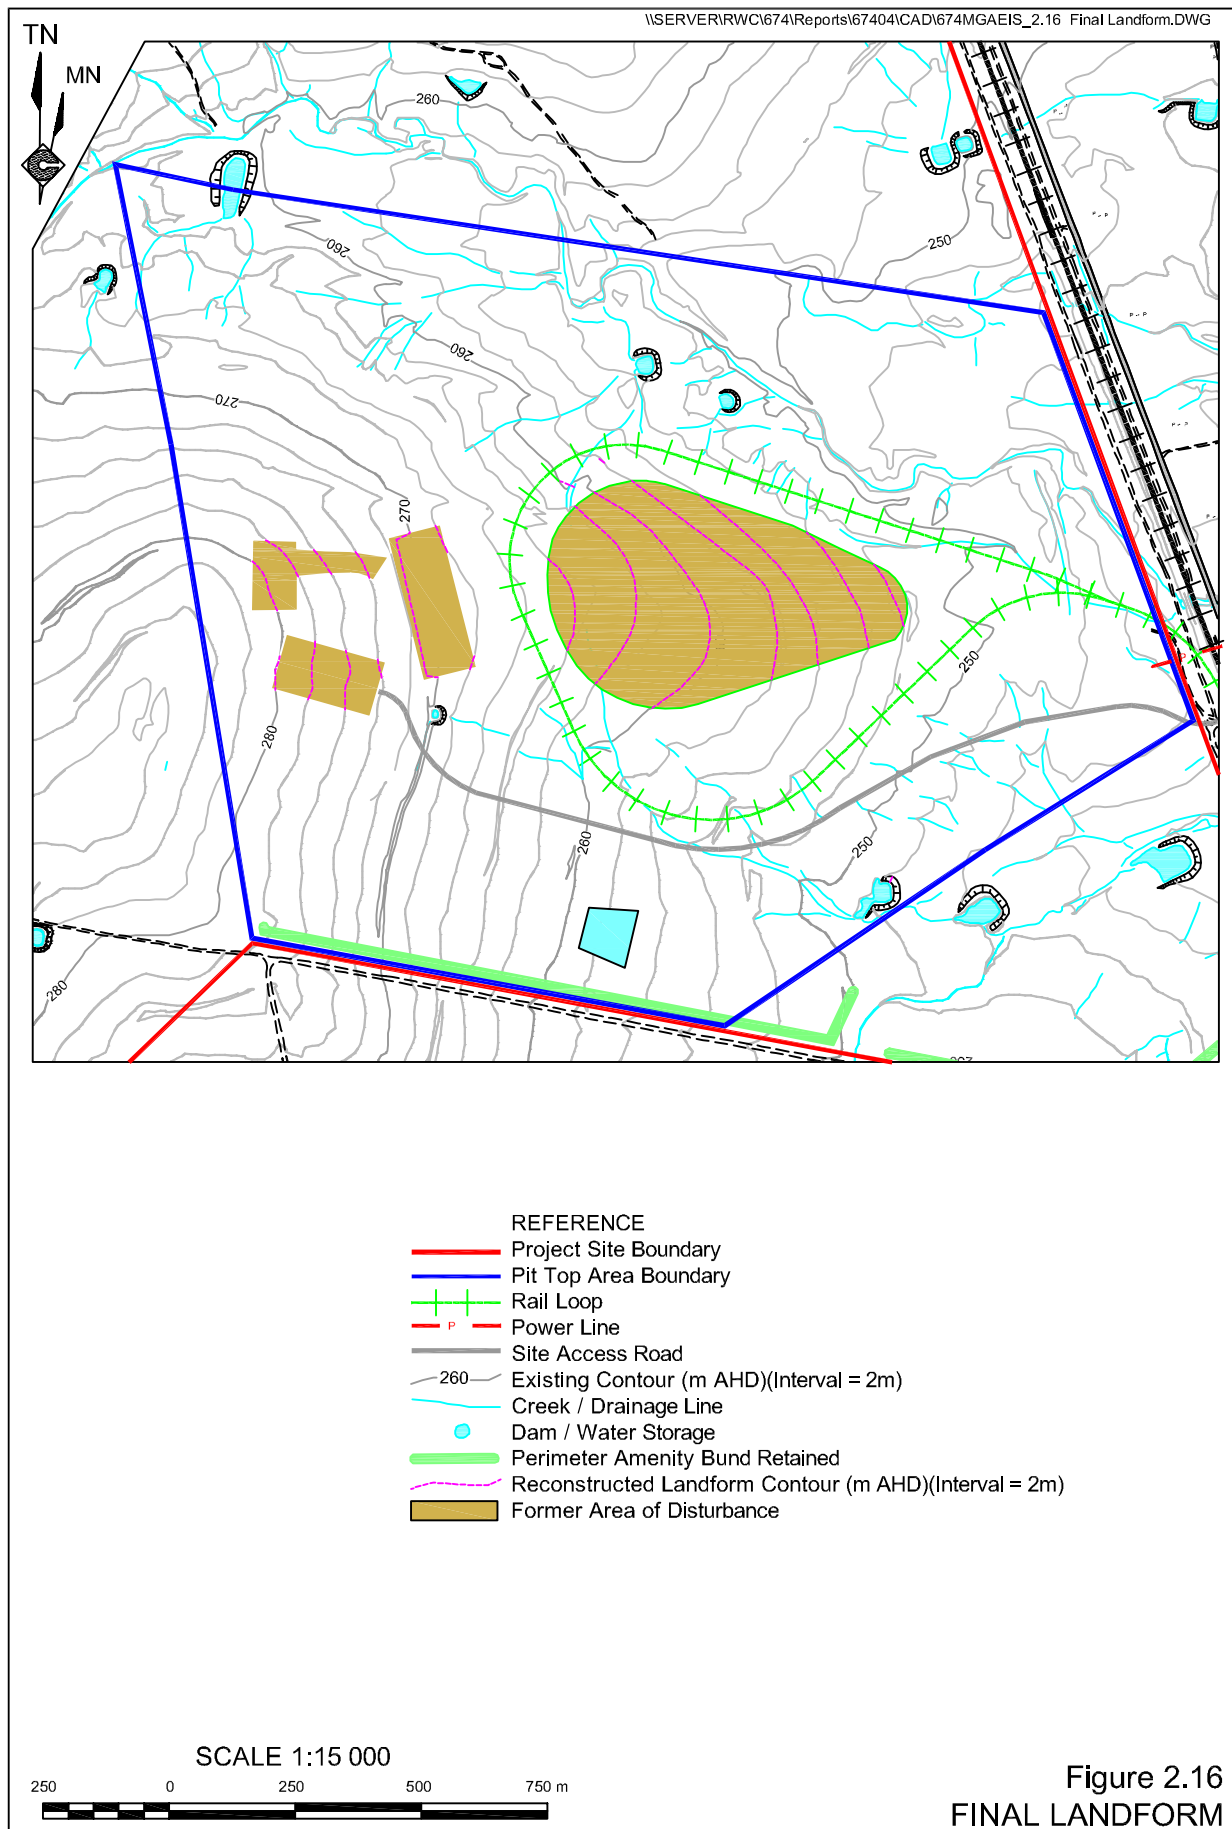 \\SERVER\RWC\674\Reports\67404\CAD\674MGAEIS_2.16 Final Landform.DWG
TN
MN
260
250
260
260
270
270
250
280
260
250
280
P
REFERENCE
Project Site Boundary
Pit Top Area Boundary
Rail Loop
P Power Line
Site Access Road
260 Existing Contour (m AHD)(Interval = 2m)
Creek / Drainage Line
Dam / Water Storage
Perimeter Amenity Bund Retained
Reconstructed Landform Contour (m AHD)(Interval = 2m)
Former Area of Disturbance
SCALE 1:15 000
250 0 250 500 750 m
Figure 2.16
FINAL LANDFORM